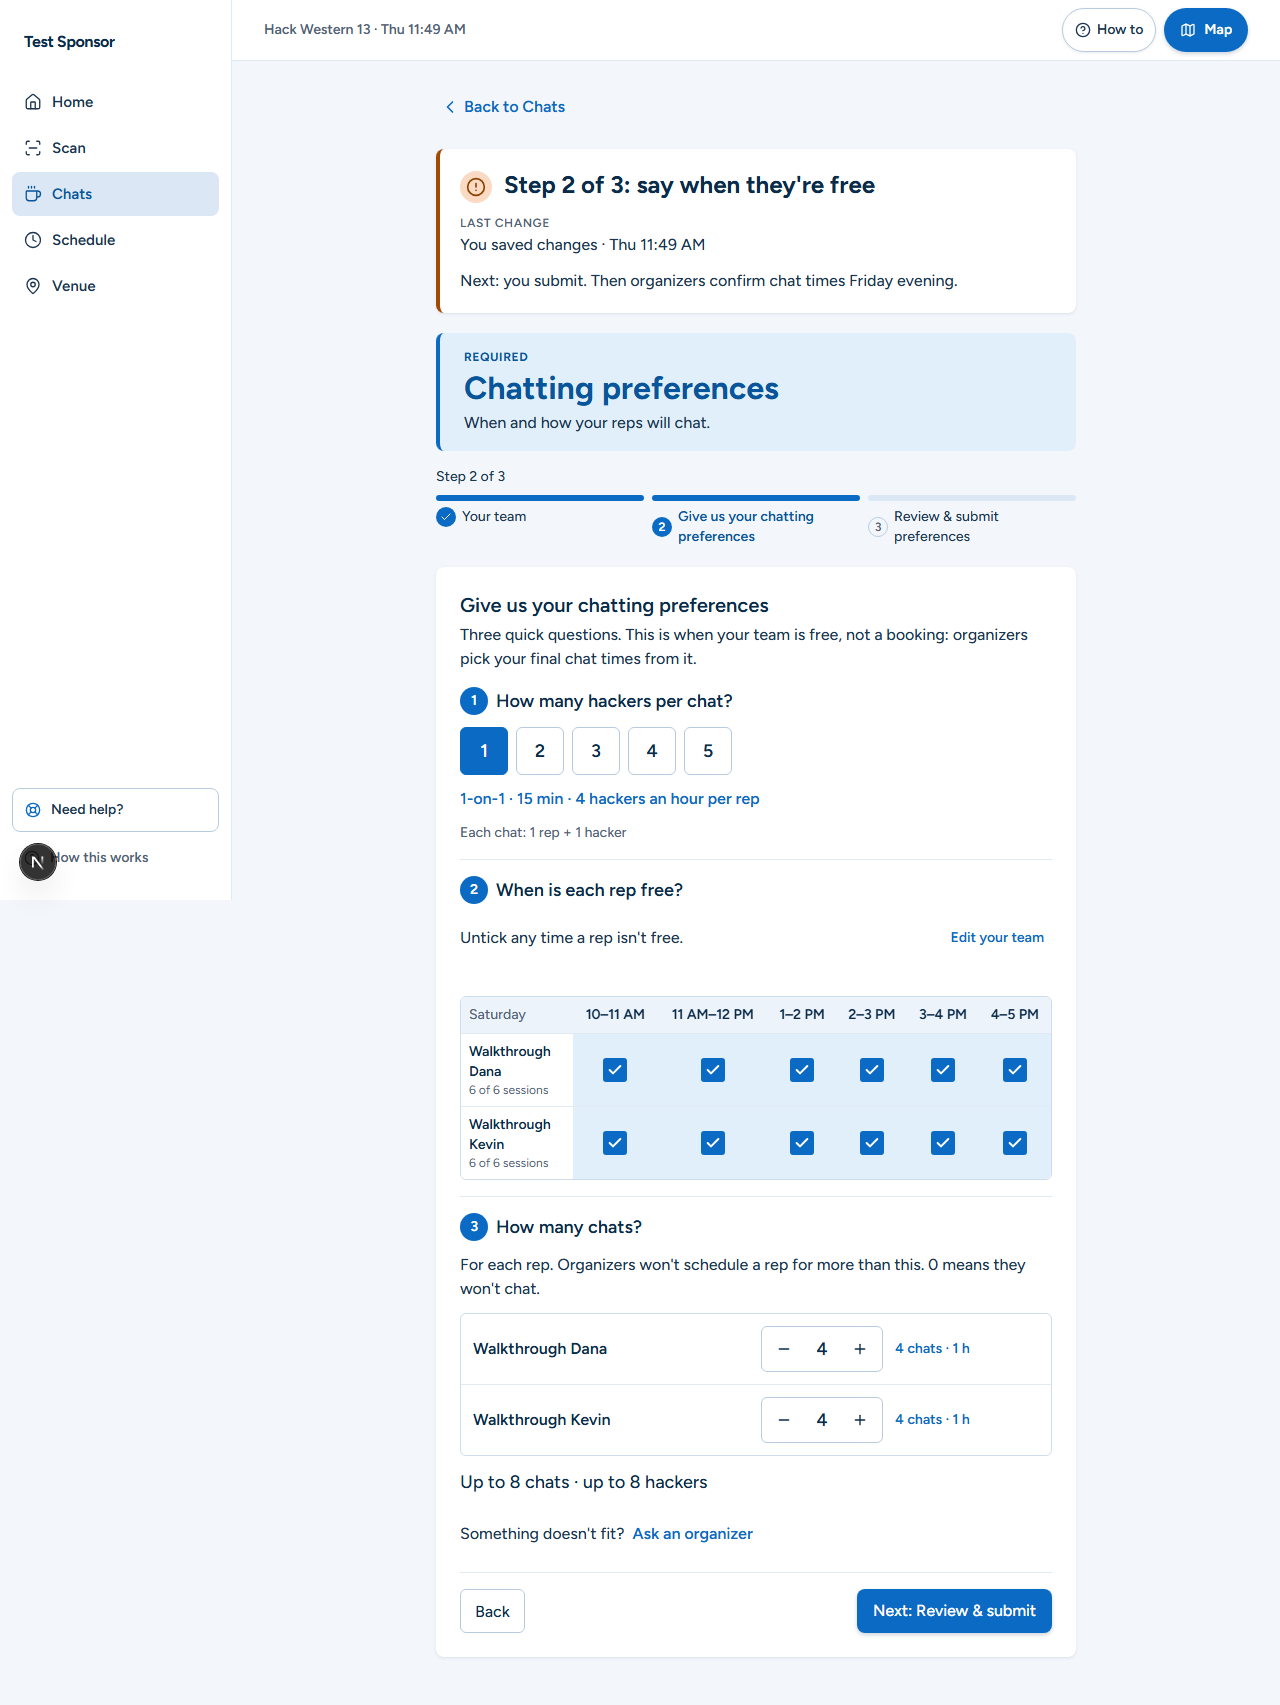 Test Sponsor
Home
Scan
Chats
Schedule
Venue
Need help?
How this works
Hack Western 13 · Thu 11:49 AM
How to
Map
Back to Chats
Step 2 of 3: say when they're free
LAST CHANGE
You saved changes · Thu 11:49 AM
Next: you submit. Then organizers confirm chat times Friday evening.
REQUIRED
Chatting preferences
When and how your reps will chat.
Step 2 of 3
Your team
2 Give us your chatting
preferences
3 Review & submit
preferences
Give us your chatting preferences
Three quick questions. This is when your team is free, not a booking: organizers
pick your final chat times from it.
1 How many hackers per chat?
1 2 3 4 5
1-on-1 · 15 min · 4 hackers an hour per rep
Each chat: 1 rep + 1 hacker
2 When is each rep free?
Untick any time a rep isn't free.
Edit your team
Saturday 10–11 AM 11 AM–12 PM 1–2 PM 2–3 PM 3–4 PM 4–5 PM
Walkthrough
Dana
6 of 6 sessions
Walkthrough
Kevin
6 of 6 sessions
3 How many chats?
For each rep. Organizers won't schedule a rep for more than this. 0 means they
won't chat.
Walkthrough Dana − 4 + 4 chats · 1 h
Walkthrough Kevin − 4 + 4 chats · 1 h
Up to 8 chats · up to 8 hackers
Something doesn't fit? Ask an organizer
Back
Next: Review & submit